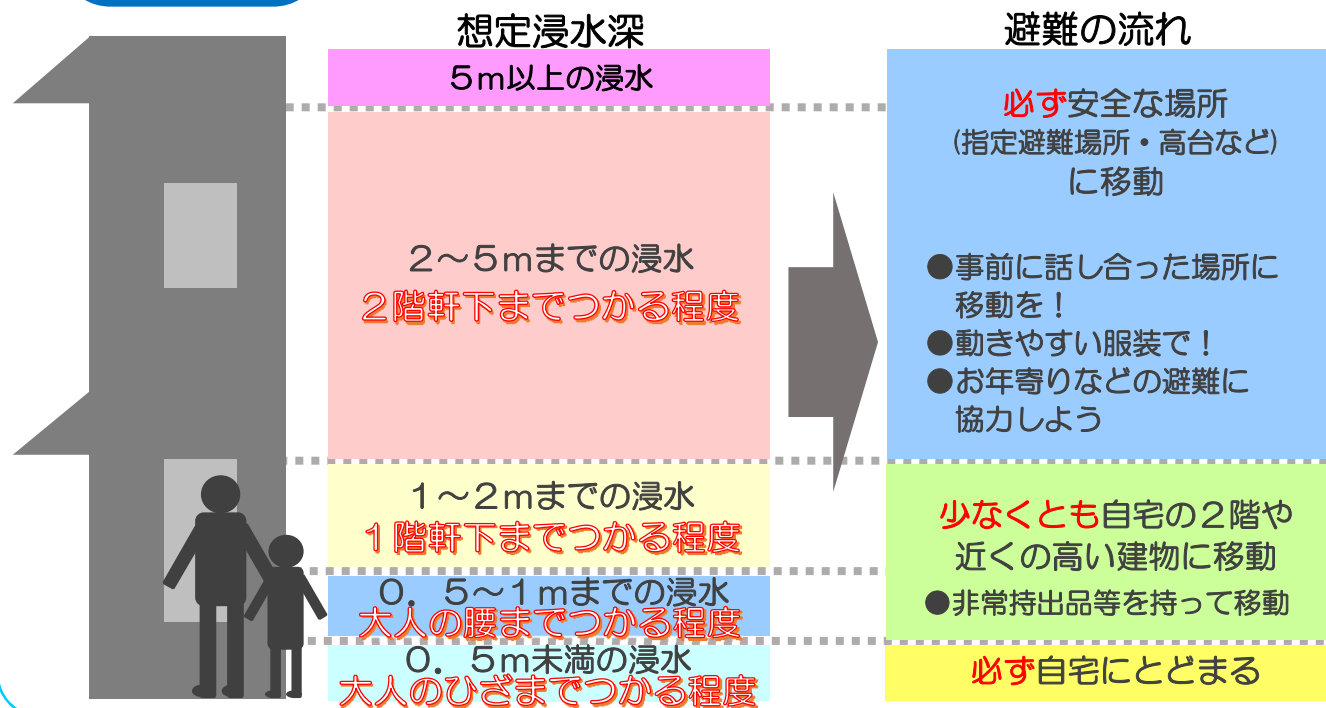 想定浸水深
5m以上の浸水
2～5mまでの浸水
2階軒下までつかる程度
1～2mまでの浸水
1階軒下までつかる程度
0．5～1mまでの浸水
大人の腰までつかる程度
0．5m未満の浸水
大人のひざまでつかる程度
避難の流れ
必ず安全な場所
(指定避難場所・高台など)
に移動
●事前に話し合った場所に
移動を！
●動きやすい服装で！
●お年寄りなどの避難に
協力しよう
少なくとも自宅の2階や
近くの高い建物に移動
●非常持出品等を持って移動
必ず自宅にとどまる